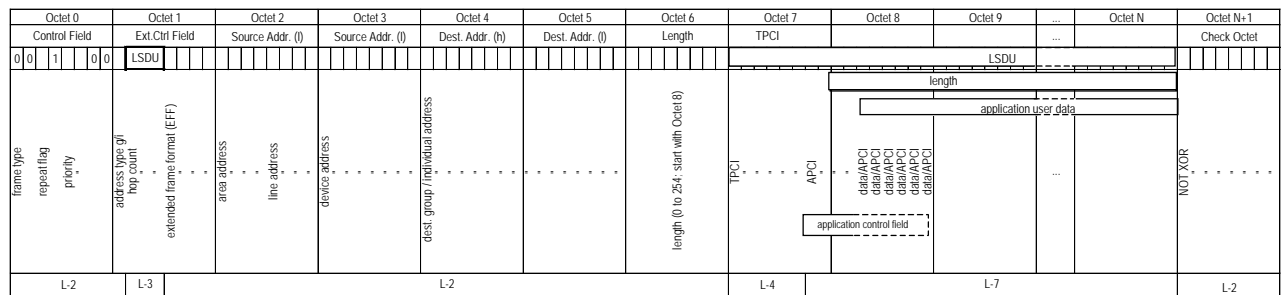 Octet 0 Octet 1 Octet 2 Octet 3 Octet 4 Octet 5 Octet 6 Octet 7 Octet 8 Octet 9 ... Octet N Octet N+1
Control Field Ext.Ctrl Field Source Addr. (l) Source Addr. (l) Dest. Addr. (h) Dest. Addr. (l) Length TPCI ... Check Octet
0 0 1 0 0 LSDU LSDU
length
application user data
frame type
repeat flag
priority
"
address type g/i
hop count
" "
extended frame format (EFF)
" " "
area address
" " "
line address
" " "
device address
" " " " " " "
dest. group / individual address
" " " " " " "
" " " " " " " "
length (0 to 254; start with Octet 8)
TPCI
" " " " "
APCI
" " "
data/APCI
data/APCI
data/APCI
data/APCI
data/APCI
data/APCI
...
NOT XOR
" " " " " " "
application control field
L-2 L-3 L-2 L-4 L-7 L-2